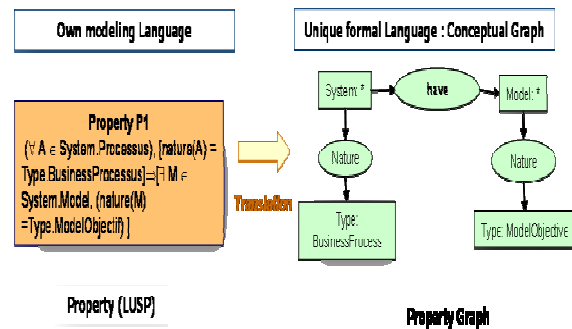 Own modeling Language
Unique formal Language : Conceptual Graph
System: *
have
Model: *
Property P1
(∀ A ∈ System.Processus), [nature(A) =
Type.BusinessProcessus]⇒[∃ M ∈
System.Model, (nature(M)
=Type.ModelObjectif) ]
Translation
Nature
Nature
Type:
BusinessProcess
Type: ModelObjective
Property (LUSP)
Property Graph